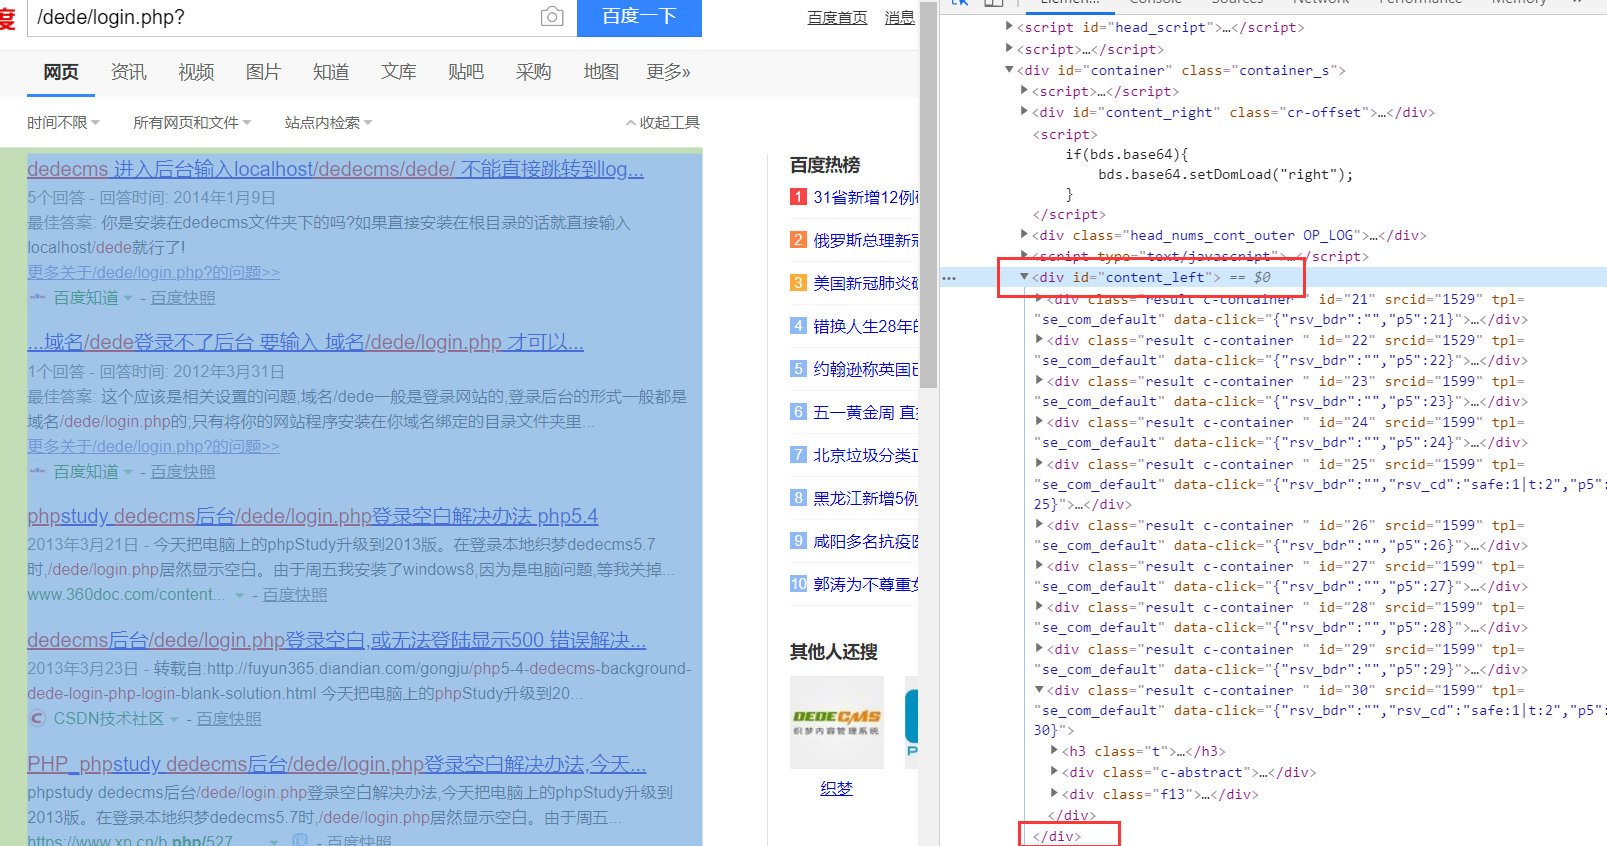 度
/dede/login.php?
百度一下
百度首页 消息
网页 资讯 视频 图片 知道 文库 贴吧 采购 地图 更多»
时间不限 所有网页和文件 站点内检索 收起工具
dedecms 进入后台输入localhost/dedecms/dede/ 不能直接跳转到log...
5个回答 - 回答时间: 2014年1月9日
最佳答案: 你是安装在dedecms文件夹下的吗?如果直接安装在根目录的话就直接输入
localhost/dede就行了!
更多关于/dede/login.php?的问题>>
百度知道 - 百度快照
...域名/dede登录不了后台 要输入 域名/dede/login.php 才可以...
1个回答 - 回答时间: 2012年3月31日
最佳答案: 这个应该是相关设置的问题,域名/dede一般是登录网站的,登录后台的形式一般都是
域名/dede/login.php的;只有将你的网站程序安装在你域名绑定的目录文件夹里...
更多关于/dede/login.php?的问题>>
百度知道 - 百度快照
phpstudy dedecms后台/dede/login.php登录空白解决办法 php5.4
2013年3月21日 - 今天把电脑上的phpStudy升级到2013版。在登录本地织梦dedecms5.7
时,/dede/login.php居然显示空白。由于周五我安装了windows8,因为是电脑问题,等我关掉...
www.360doc.com/content... - 百度快照
dedecms后台/dede/login.php登录空白,或无法登陆显示500 错误解决...
2013年3月23日 - 转载自:http://fuyun365.diandian.com/gongju/php5-4-dedecms-background-
dede-login-php-login-blank-solution.html 今天把电脑上的phpStudy升级到20...
CSDN技术社区 - 百度快照
PHP_phpstudy dedecms后台/dede/login.php登录空白解决办法,今天...
phpstudy dedecms后台/dede/login.php登录空白解决办法,今天把电脑上的phpStudy升级到
2013版。在登录本地织梦dedecms5.7时,/dede/login.php居然显示空白。由于周五...
https://www.xp.cn/b.php/527... - 百度快照
百度热榜
1 31省新增12例
2 俄罗斯总理新冠
3 美国新冠肺炎
4 错换人生28年的
5 约翰逊称英国已
6 五一黄金周 直
7 北京垃圾分类正
8 黑龙江新增5例
9 咸阳多名抗疫医
10 郭涛为不尊重女
其他人还搜
DEDECMS
织梦内容管理系统
P
织梦
Elemen... Console Sources Network Performance Memory
<script id="head_script">…</script>
<script>…</script>
<div id="container" class="container_s">
<script>…</script>
<div id="content_right" class="cr-offset">…</div>
<script>
if(bds.base64){
bds.base64.setDomLoad("right");
}
</script>
<div class="head_nums_cont_outer OP_LOG">…</div>
<script type="text/javascript">…</script>
<div id="content_left"> == $0
<div class="result c-container " id="21" srcid="1529" tpl=
"se_com_default" data-click="{"rsv_bdr":"","p5":21}">…</div>
<div class="result c-container " id="22" srcid="1529" tpl=
"se_com_default" data-click="{"rsv_bdr":"","p5":22}">…</div>
<div class="result c-container " id="23" srcid="1599" tpl=
"se_com_default" data-click="{"rsv_bdr":"","p5":23}">…</div>
<div class="result c-container " id="24" srcid="1599" tpl=
"se_com_default" data-click="{"rsv_bdr":"","p5":24}">…</div>
<div class="result c-container " id="25" srcid="1599" tpl=
"se_com_default" data-click="{"rsv_bdr":"","rsv_cd":"safe:1|t:2","p5":
25}">…</div>
<div class="result c-container " id="26" srcid="1599" tpl=
"se_com_default" data-click="{"rsv_bdr":"","p5":26}">…</div>
<div class="result c-container " id="27" srcid="1599" tpl=
"se_com_default" data-click="{"rsv_bdr":"","p5":27}">…</div>
<div class="result c-container " id="28" srcid="1599" tpl=
"se_com_default" data-click="{"rsv_bdr":"","p5":28}">…</div>
<div class="result c-container " id="29" srcid="1599" tpl=
"se_com_default" data-click="{"rsv_bdr":"","p5":29}">…</div>
<div class="result c-container " id="30" srcid="1599" tpl=
"se_com_default" data-click="{"rsv_bdr":"","rsv_cd":"safe:1|t:2","p5":
30}">
<h3 class="t">…</h3>
<div class="c-abstract">…</div>
<div class="f13">…</div>
</div>
</div>